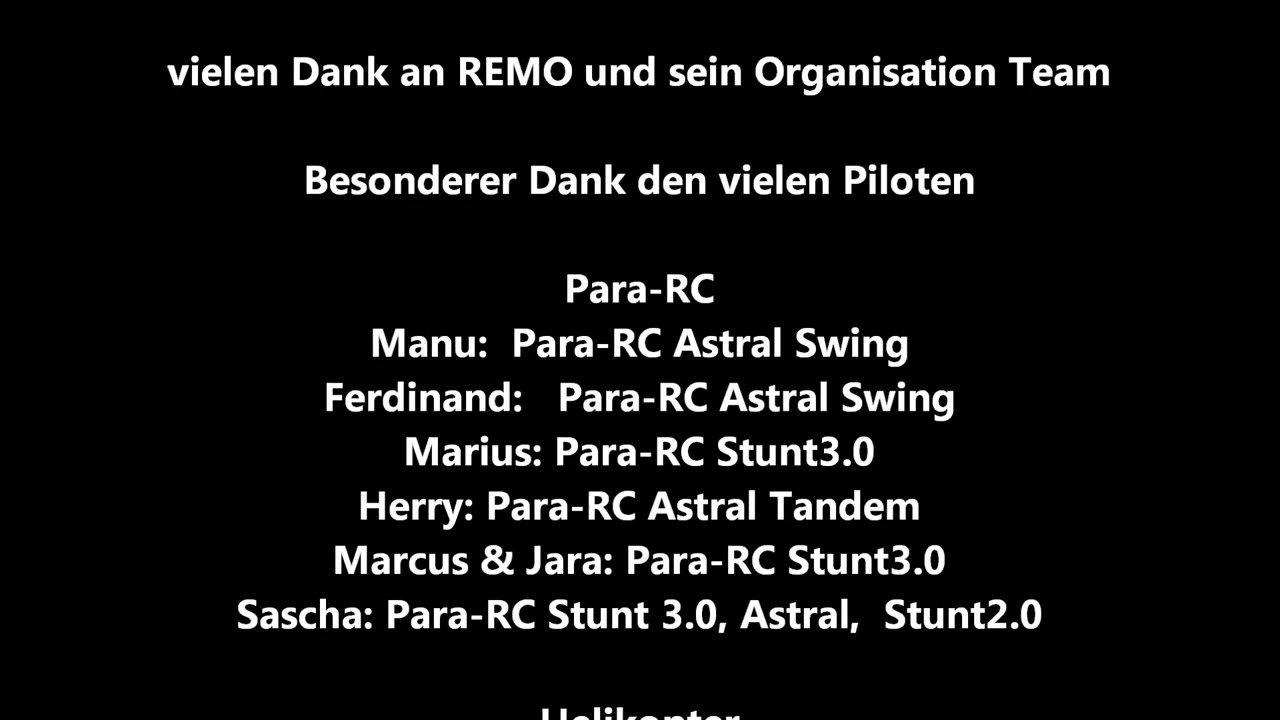 vielen Dank an REMO und sein Organisation Team
Besonderer Dank den vielen Piloten
Para-RC
Manu:  Para-RC Astral Swing
Ferdinand:   Para-RC Astral Swing
Marius: Para-RC Stunt3.0
Herry: Para-RC Astral Tandem
Marcus & Jara: Para-RC Stunt3.0
Sascha: Para-RC Stunt 3.0, Astral,  Stunt2.0
Helikopter